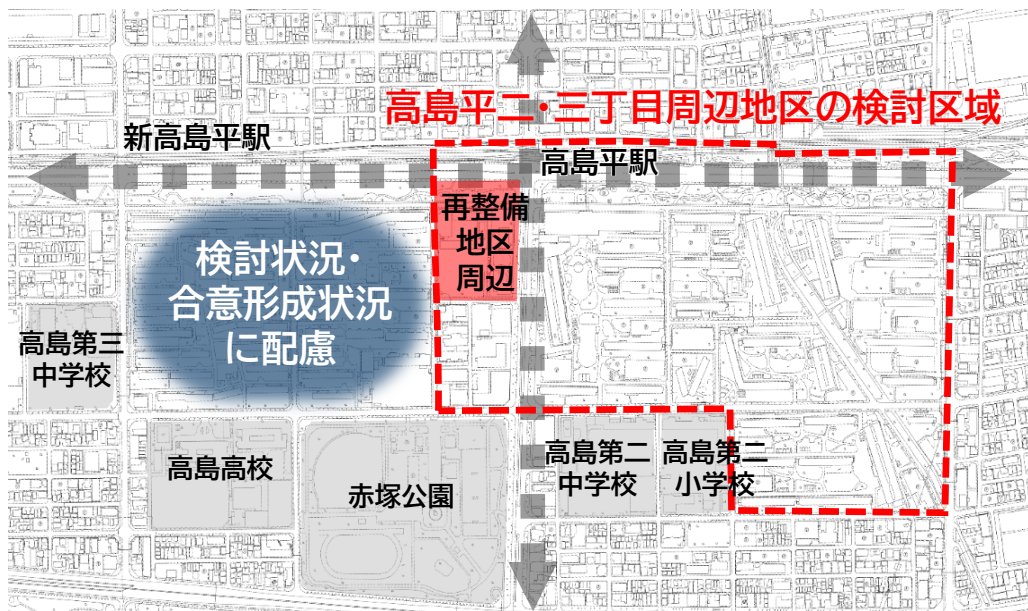 高島平二・三丁目周辺地区の検討区域
新高島平駅
高島平駅
再整備
地区
周辺
検討状況・
合意形成状況
に配慮
高島第三
中学校
高島高校
赤塚公園
高島第二
中学校
高島第二
小学校